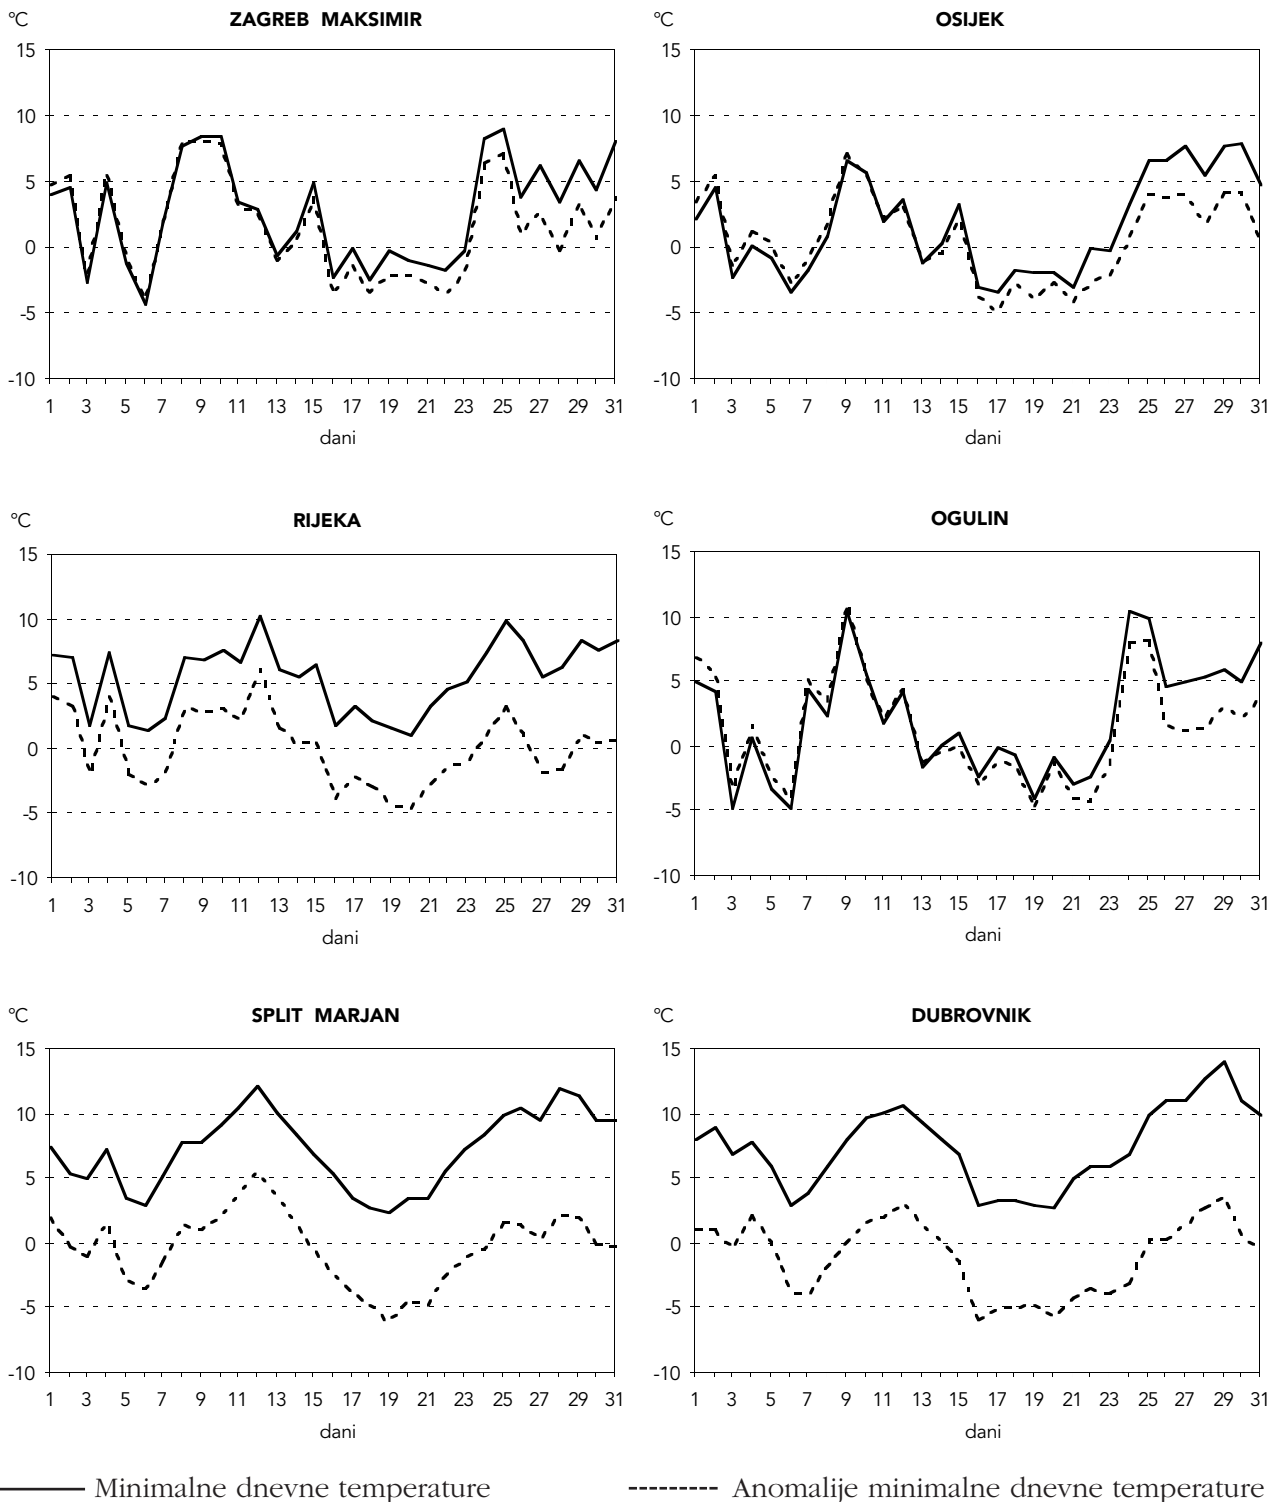 °C ZAGREB MAKSIMIR
15
10
5
0
-5
-10
1 3 5 7 9 11 13 15 17 19 21 23 25 27 29 31
dani
°C OSIJEK
15
10
5
0
-5
-10
1 3 5 7 9 11 13 15 17 19 21 23 25 27 29 31
dani
°C RIJEKA
15
10
5
0
-5
-10
1 3 5 7 9 11 13 15 17 19 21 23 25 27 29 31
dani
°C OGULIN
15
10
5
0
-5
-10
1 3 5 7 9 11 13 15 17 19 21 23 25 27 29 31
dani
°C SPLIT MARJAN
15
10
5
0
-5
-10
1 3 5 7 9 11 13 15 17 19 21 23 25 27 29 31
dani
°C DUBROVNIK
15
10
5
0
-5
-10
1 3 5 7 9 11 13 15 17 19 21 23 25 27 29 31
dani
Minimalne dnevne temperature
Anomalije minimalne dnevne temperature